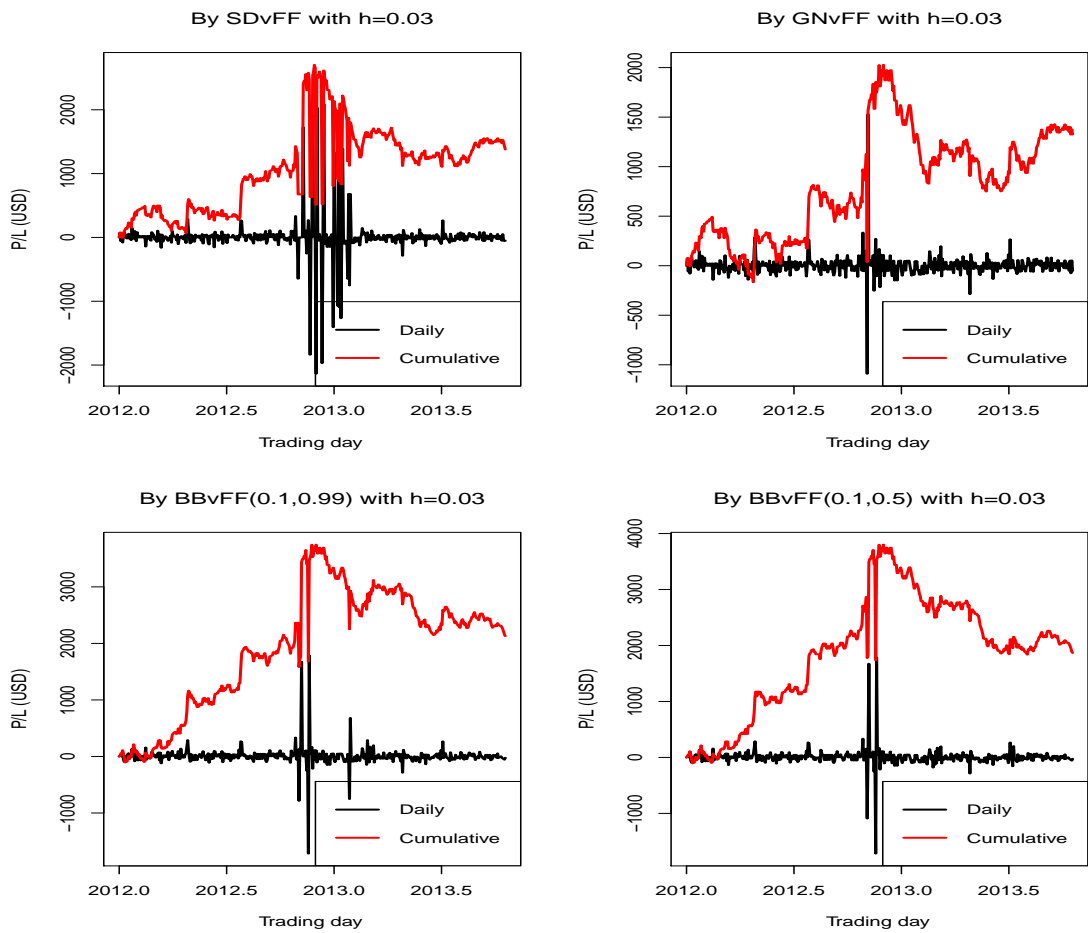 By SDvFF with h=0.03
P/L (USD)
2000
1000
0
−1000
−2000
Daily
Cumulative
2012.0 2012.5 2013.0 2013.5
Trading day
By GNvFF with h=0.03
P/L (USD)
2000
1500
1000
500
0
−500
−1000
Daily
Cumulative
2012.0 2012.5 2013.0 2013.5
Trading day
By BBvFF(0.1,0.99) with h=0.03
P/L (USD)
3000
2000
1000
0
−1000
Daily
Cumulative
2012.0 2012.5 2013.0 2013.5
Trading day
By BBvFF(0.1,0.5) with h=0.03
P/L (USD)
4000
3000
2000
1000
0
−1000
Daily
Cumulative
2012.0 2012.5 2013.0 2013.5
Trading day